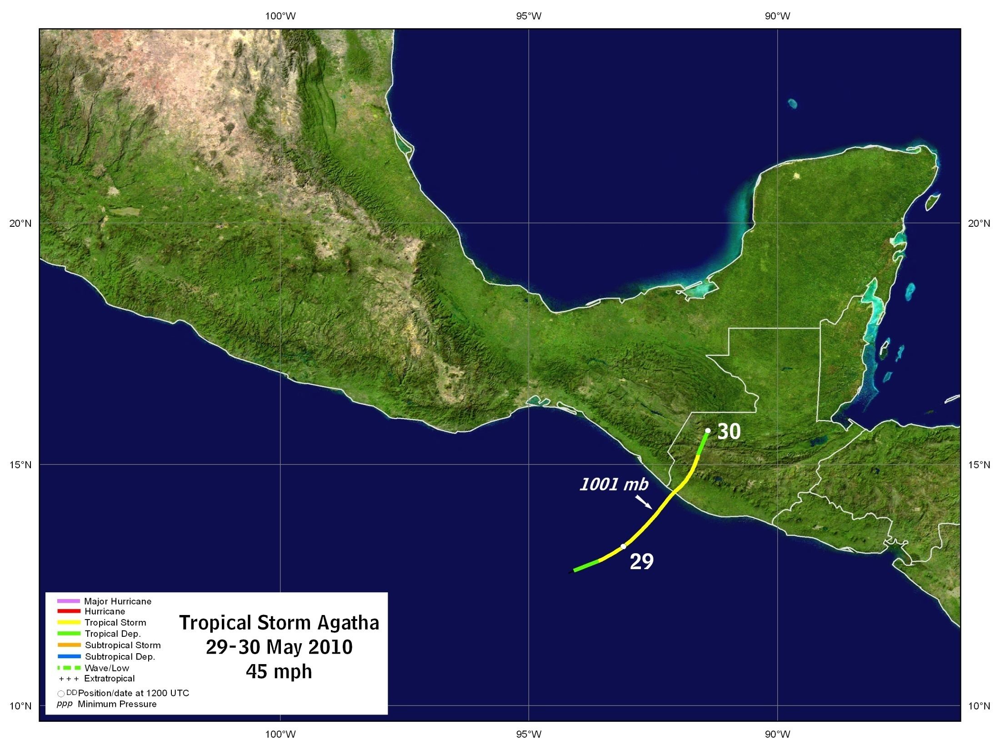 100°W 95°W 90°W
20°N 20°N
30
15°N 15°N
1001 mb
29
Major Hurricane
Hurricane
Tropical Storm
Tropical Dep.
Subtropical Storm
Subtropical Dep.
Wave/Low
+ + + Extratropical
DD Position/date at 1200 UTC
ppp Minimum Pressure
Tropical Storm Agatha
29-30 May 2010
45 mph
10°N 10°N
100°W 95°W 90°W